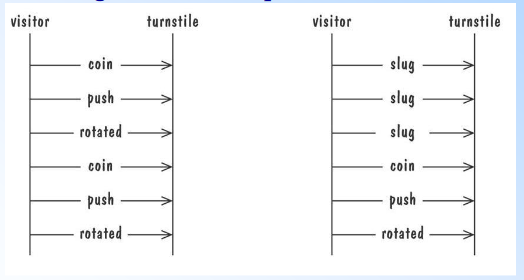 visitor turnstile
coin
push
rotated
coin
push
rotated
visitor turnstile
slug
slug
slug
coin
push
rotated